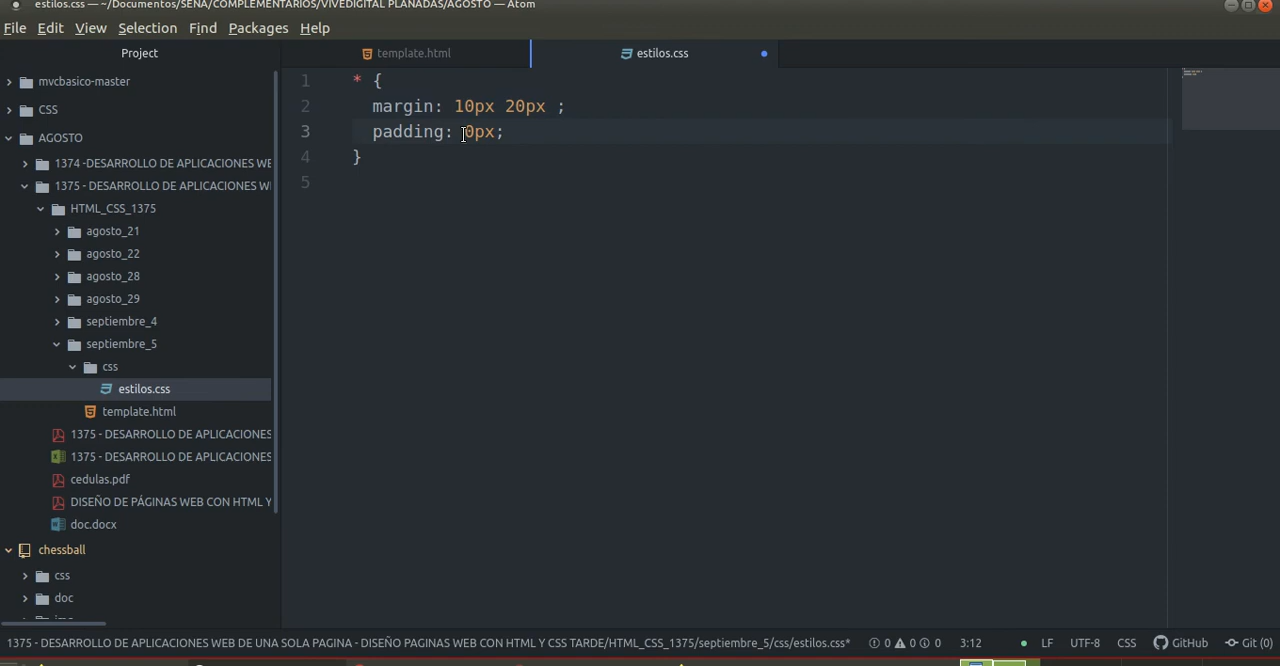 estilos.css — ~/Documentos/SENA/COMPLEMENTARIOS/VIVEDIGITAL PLANADAS/AGOSTO — Atom
File Edit View Selection Find Packages Help
Project
template.html
estilos.css
mvcbasico-master
CSS
AGOSTO
1374 -DESARROLLO DE APLICACIONES WE
1375 - DESARROLLO DE APLICACIONES W
HTML_CSS_1375
agosto_21
agosto_22
agosto_28
agosto_29
septiembre_4
septiembre_5
css
estilos.css
template.html
1375 - DESARROLLO DE APLICACIONES
1375 - DESARROLLO DE APLICACIONES
cedulas.pdf
DISEÑO DE PÁGINAS WEB CON HTML Y
doc.docx
chessball
css
doc
1 * {
2 margin: 10px 20px ;
3 padding: 0px;
4 }
5
1375 - DESARROLLO DE APLICACIONES WEB DE UNA SOLA PAGINA - DISEÑO PAGINAS WEB CON HTML Y CSS TARDE/HTML_CSS_1375/septiembre_5/css/estilos.css* 0 0 0 3:12 LF UTF-8 CSS GitHub Git (0)